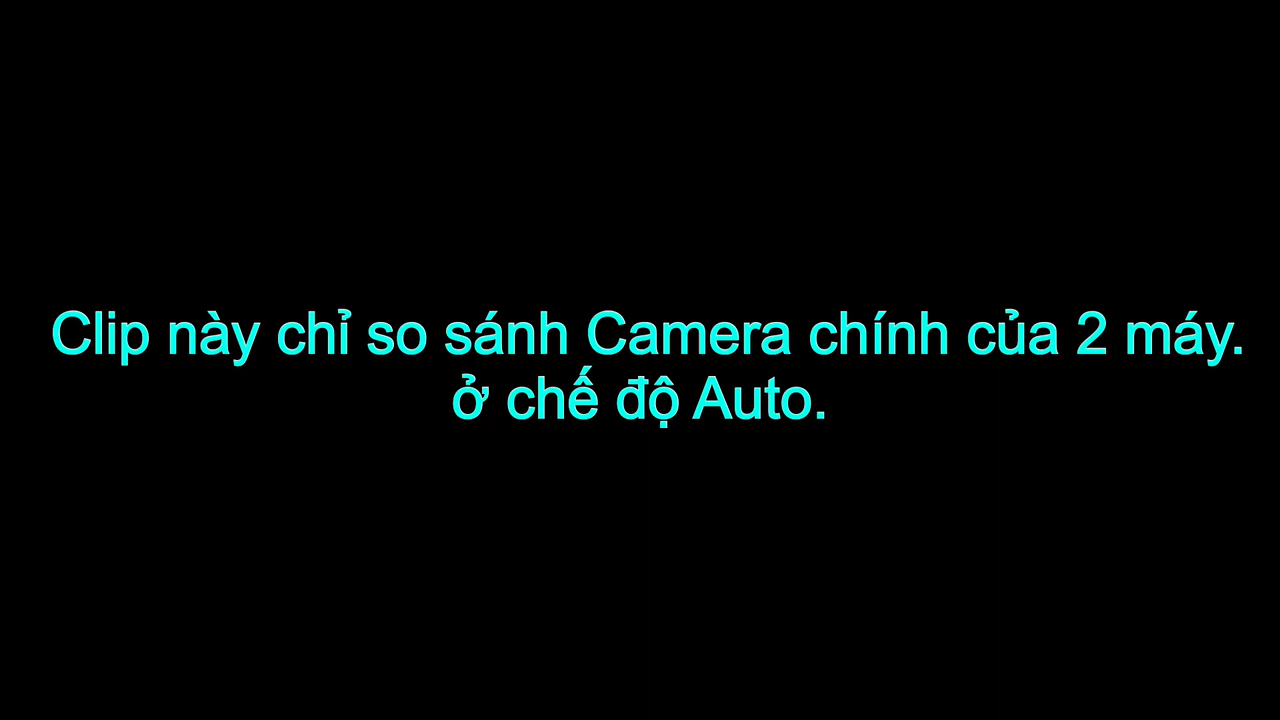 Clip này chỉ so sánh Camera chính của 2 máy.
ở chế độ Auto.